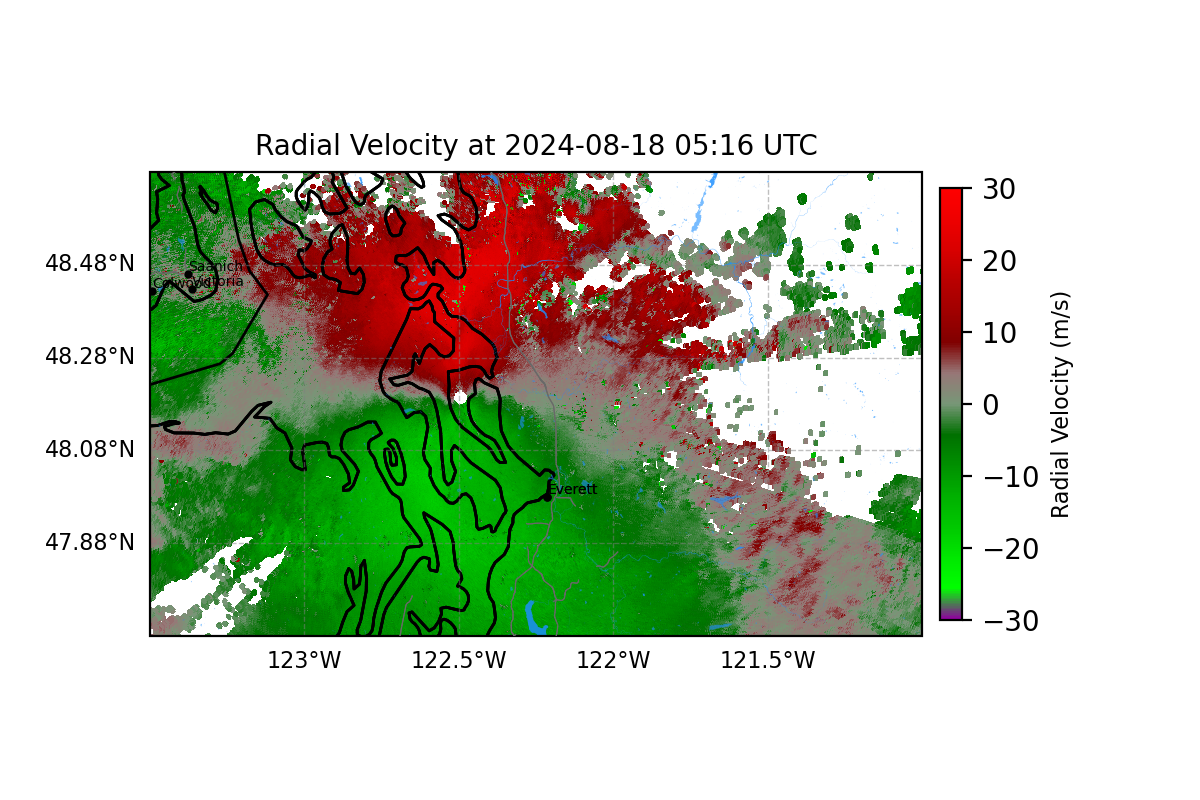 Radial Velocity at 2024-08-18 05:16 UTC
48.48°N
48.28°N
48.08°N
47.88°N
123°W
122.5°W
122°W
121.5°W
Saanich
Victoria
Colwood
Everett
30
20
10
0
−10
−20
−30
Radial Velocity (m/s)